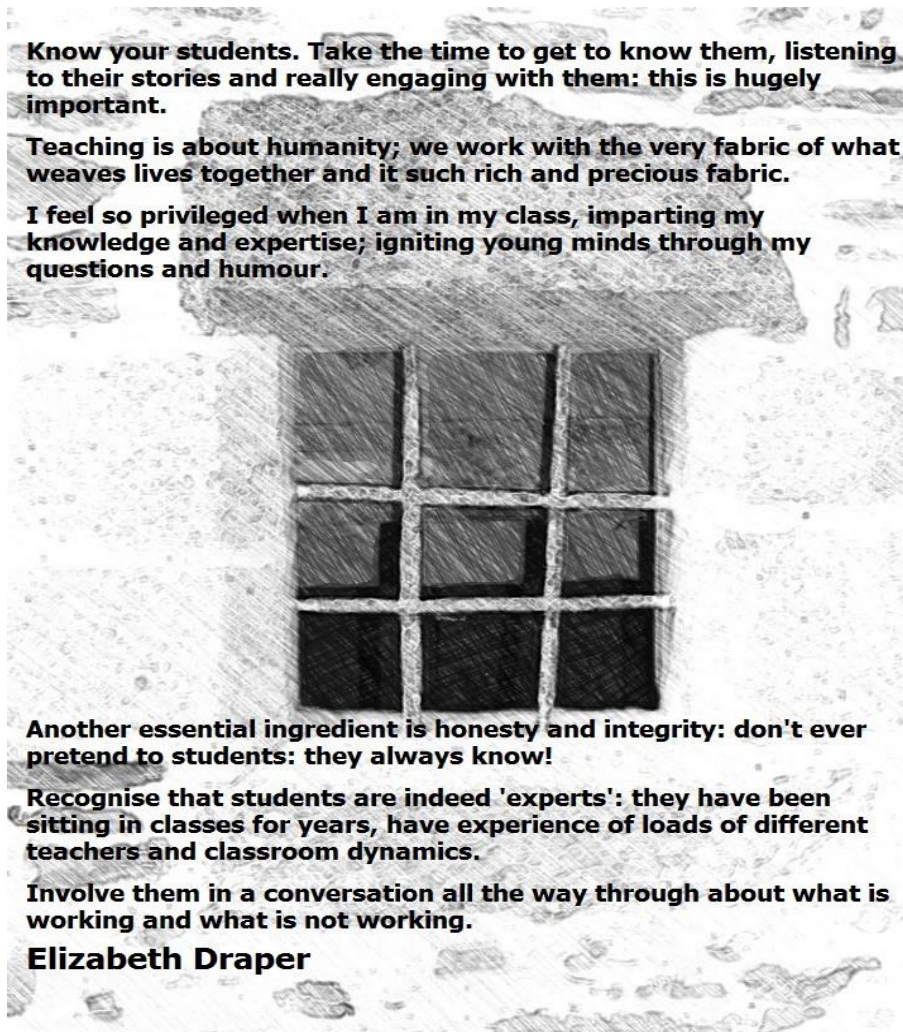 Know your students. Take the time to get to know them, listening
to their stories and really engaging with them: this is hugely
important.
Teaching is about humanity; we work with the very fabric of what
weaves lives together and it such rich and precious fabric.
I feel so privileged when I am in my class, imparting my
knowledge and expertise; igniting young minds through my
questions and humour.
Another essential ingredient is honesty and integrity: don't ever
pretend to students: they always know!
Recognise that students are indeed 'experts': they have been
sitting in classes for years, have experience of loads of different
teachers and classroom dynamics.
Involve them in a conversation all the way through about what is
working and what is not working.
Elizabeth Draper